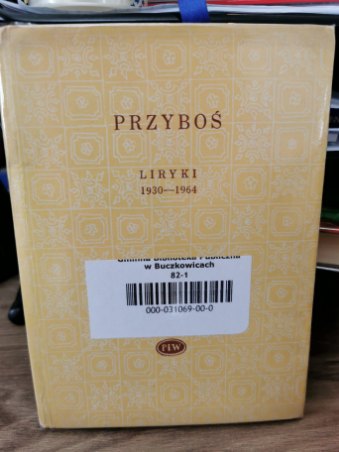 PRZYBOŚ
LIRYKI
1930—1964
Gminna Biblioteka Publiczna
w Buczkowicach
82-1
000-031069-00-0
PIW